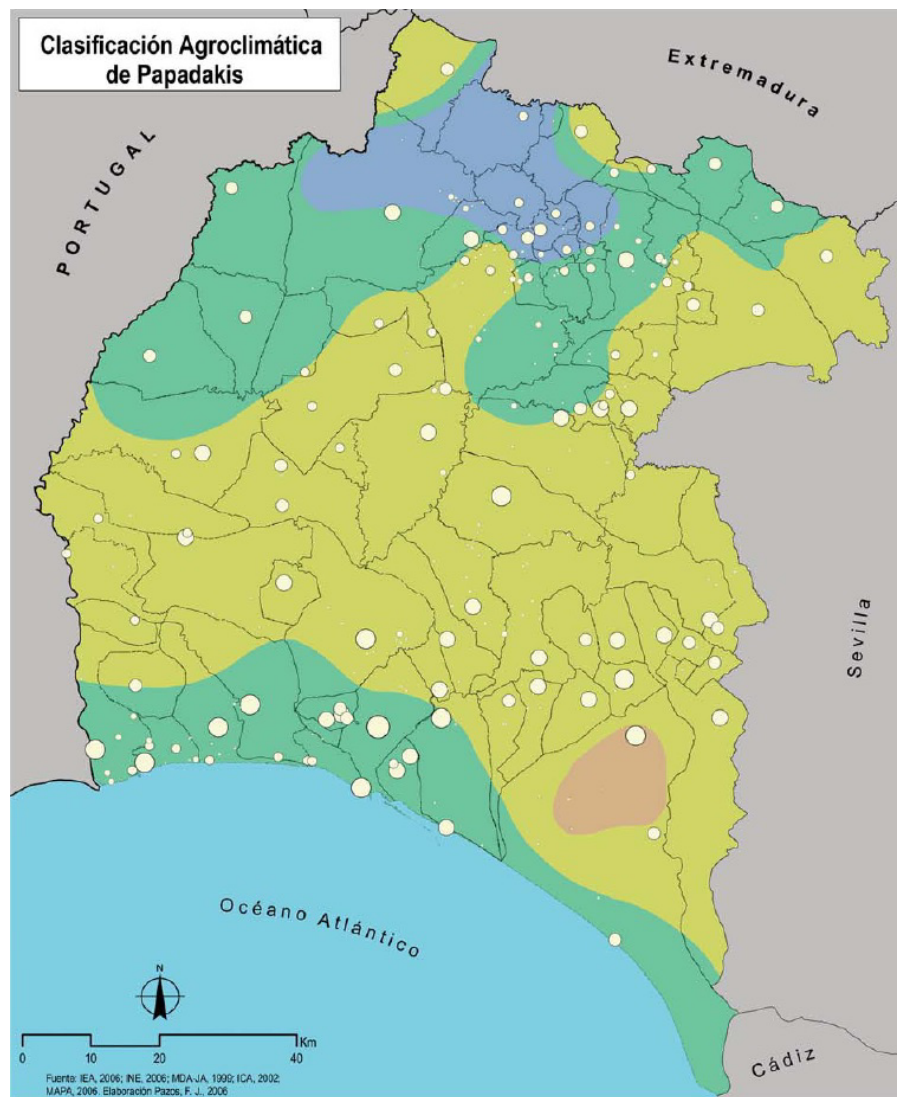 Clasificación Agroclimática
de Papadakis
Extremadura
PORTUGAL
Sevilla
Océano Atlántico
N
Km
0 10 20 40
Cádiz
Fuente: IEA, 2006; INE, 2006; MDA-JA, 1999; ICA, 2002;
MAPA, 2006. Elaboración Pazos, F. J., 2006